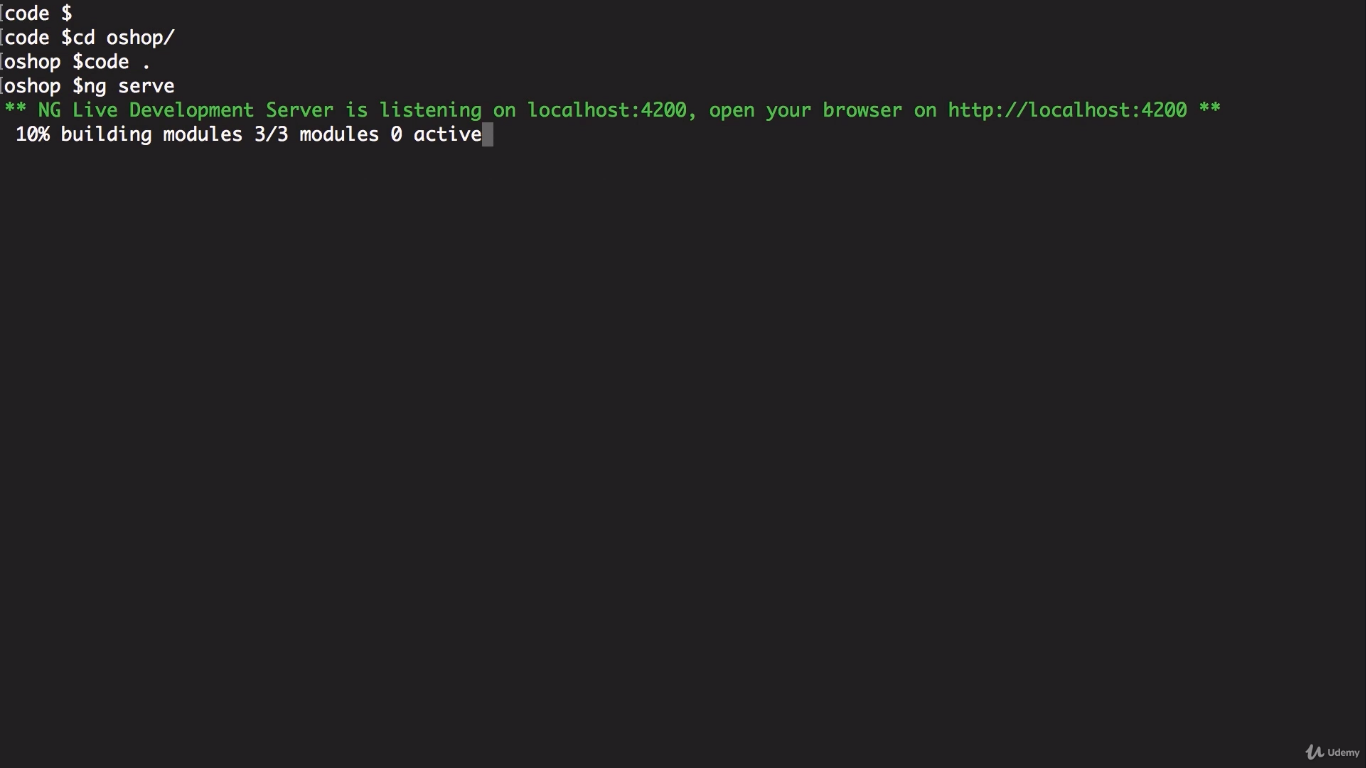 [code $
[code $cd oshop/
[oshop $code .
[oshop $ng serve
** NG Live Development Server is listening on localhost:4200, open your browser on http://localhost:4200 **
10% building modules 3/3 modules 0 active
Udemy